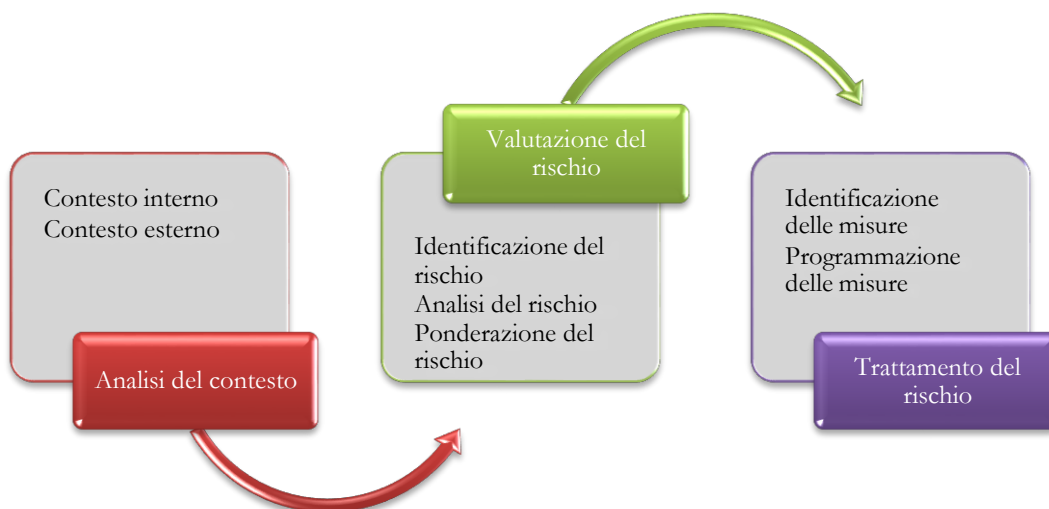 Contesto interno
Contesto esterno
Analisi del contesto
Valutazione del
rischio
Identificazione del
rischio
Analisi del rischio
Ponderazione del
rischio
Identificazione
delle misure
Programmazione
delle misure
Trattamento del
rischio